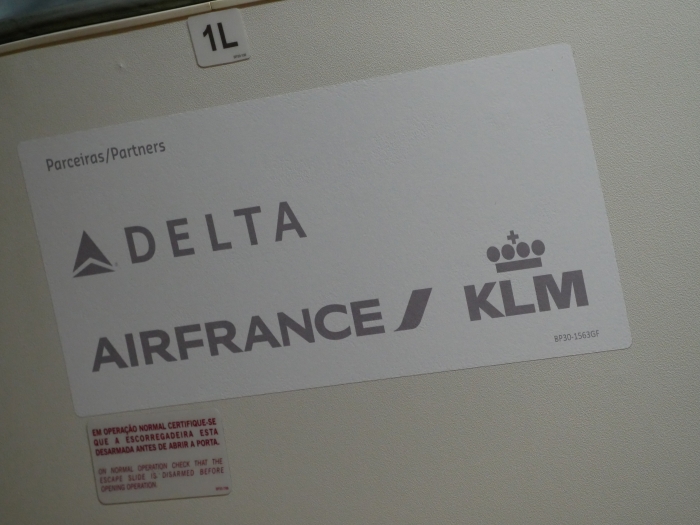 1L
Parceiras/Partners
DELTA
AIRFRANCE
KLM
BP30-1563GF
EM OPERAÇÃO NORMAL CERTIFIQUE-SE
QUE A ESCORREGADEIRA ESTA
DESARMADA ANTES DE ABRIR A PORTA.
ON NORMAL OPERATION CHECK THAT THE
ESCAPE SLIDE IS DISARMED BEFORE
OPENING OPERATION.